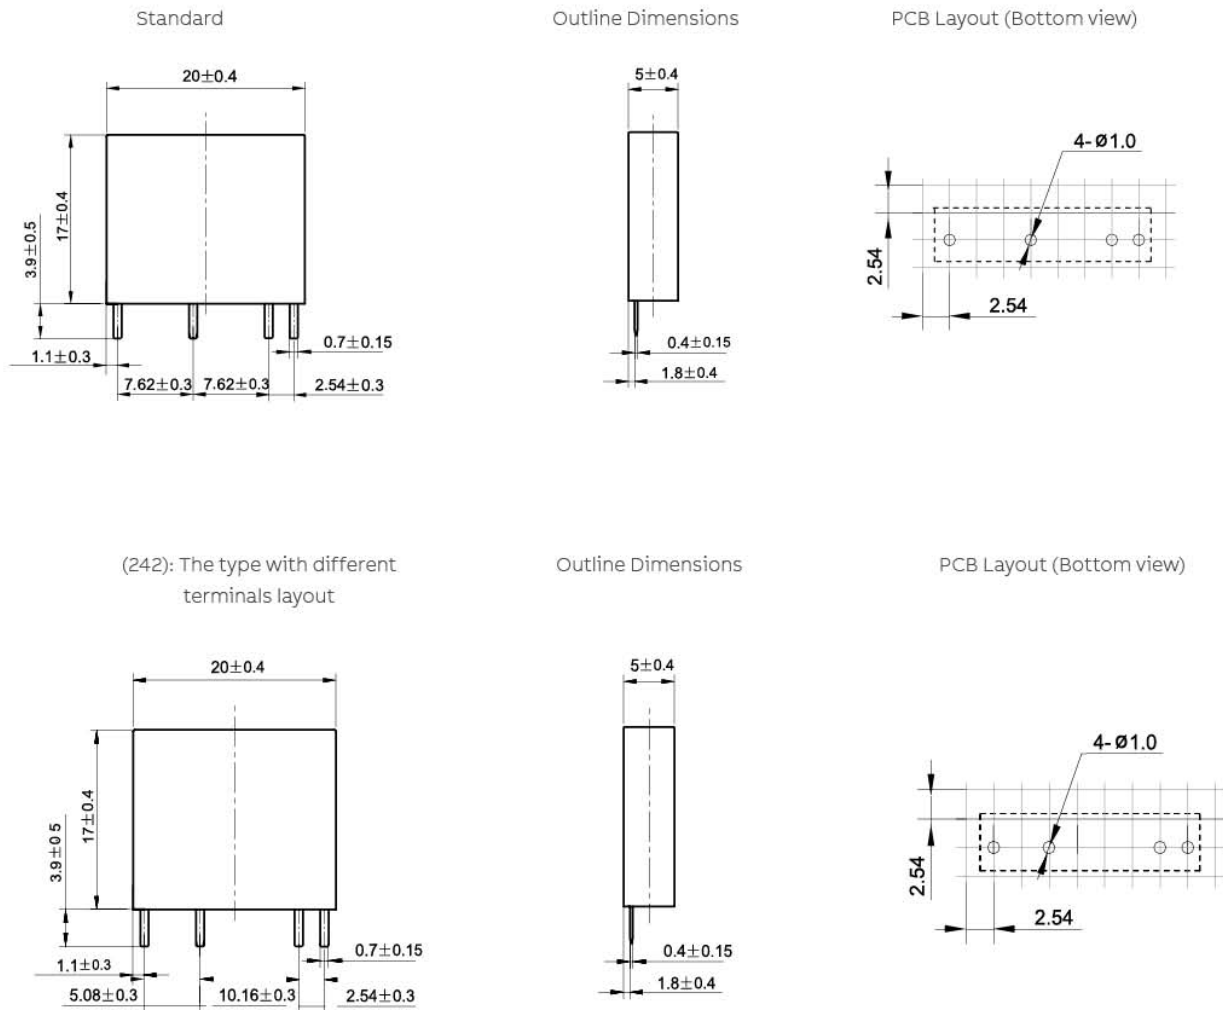 Standard
Outline Dimensions
PCB Layout (Bottom view)
20±0.4
5±0.4
4-Ø1.0
17±0.4
3.9±0.5
2.54
2.54
0.7±0.15
0.4±0.15
1.1±0.3
1.8±0.4
7.62±0.3
7.62±0.3
2.54±0.3
(242): The type with different
terminals layout
Outline Dimensions
PCB Layout (Bottom view)
20±0.4
5±0.4
4-Ø1.0
17±0.4
3.9±0 5
2.54
2.54
0.7±0.15
0.4±0.15
1.1±0.3
1.8±0.4
5.08±0.3
10.16±0.3
2.54±0.3